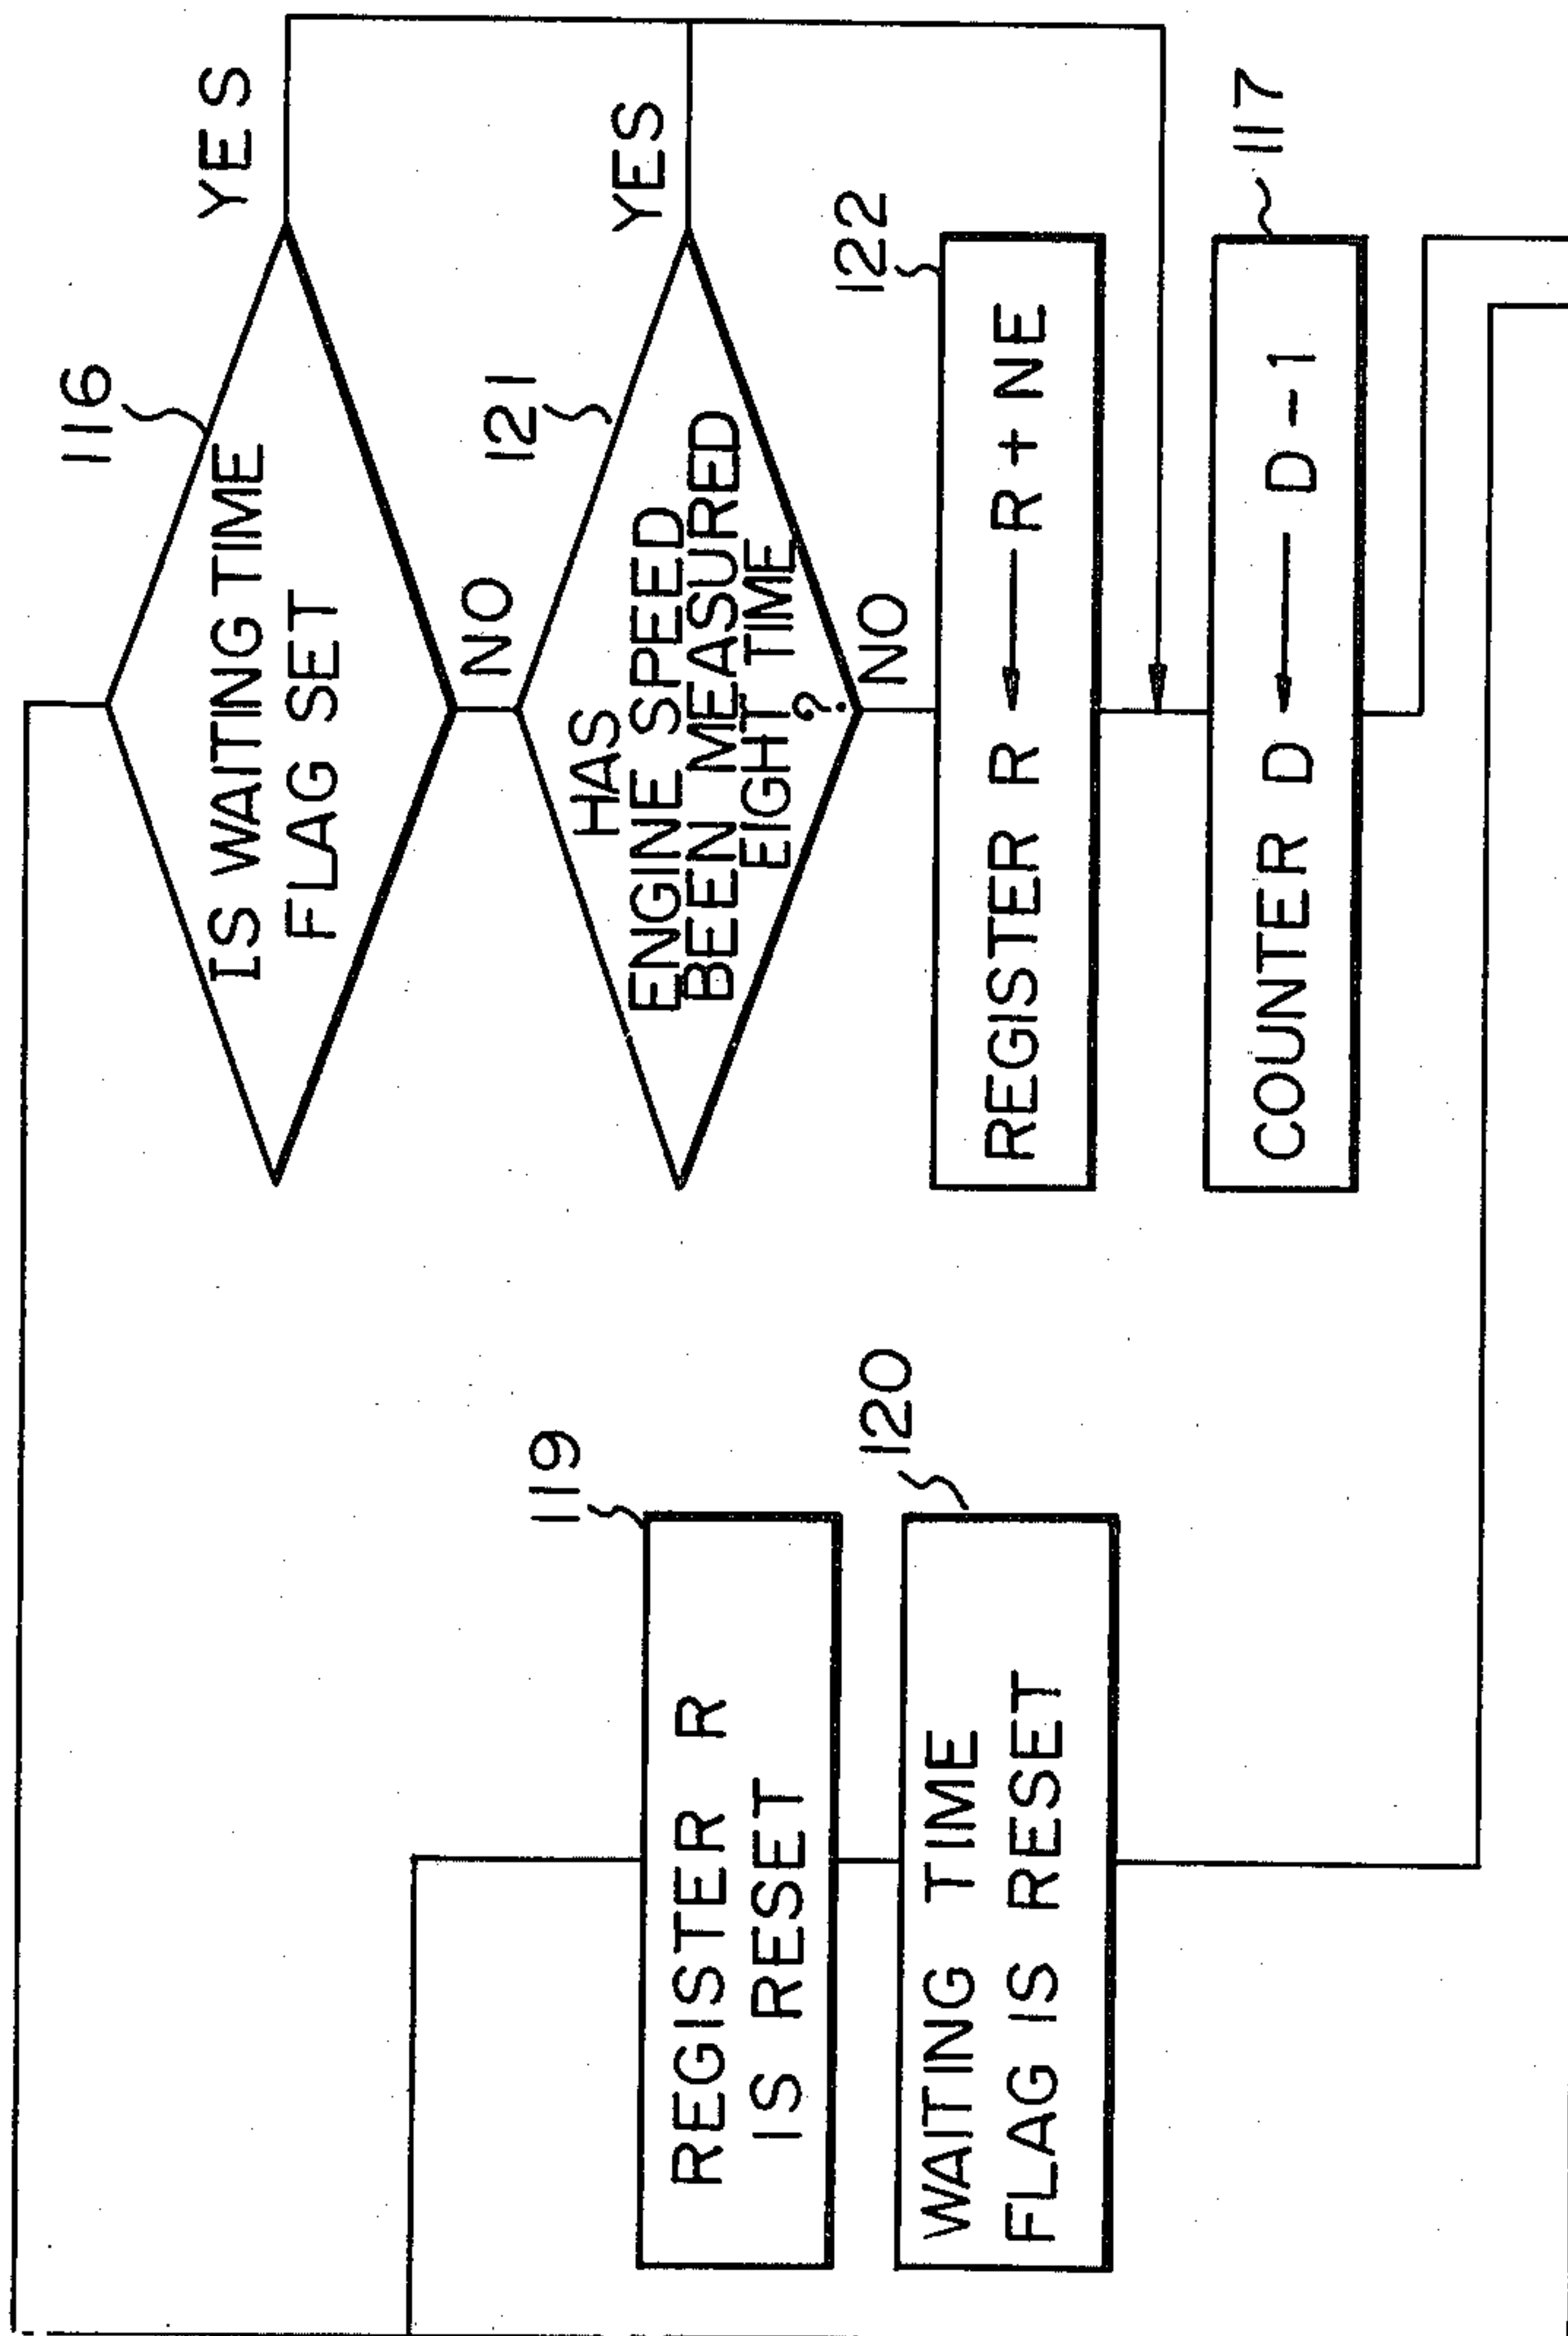 116
IS WAITING TIME
FLAG SET
YES
NO
121
HAS
ENGINE SPEED
BEEN MEASURED
EIGHT TIME
?
YES
NO
122
REGISTER R ← R + NE
117
COUNTER D ← D - 1
119
REGISTER R
IS RESET
120
WAITING TIME
FLAG IS RESET